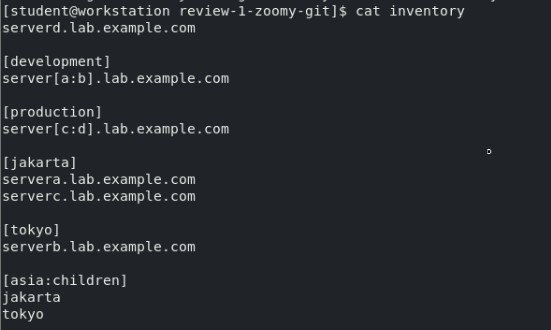 [student@workstation review-1-zoomy-git]$ cat inventory
serverd.lab.example.com
[development]
server[a:b].lab.example.com
[production]
server[c:d].lab.example.com
[jakarta]
servera.lab.example.com
serverc.lab.example.com
[tokyo]
serverb.lab.example.com
[asia:children]
jakarta
tokyo